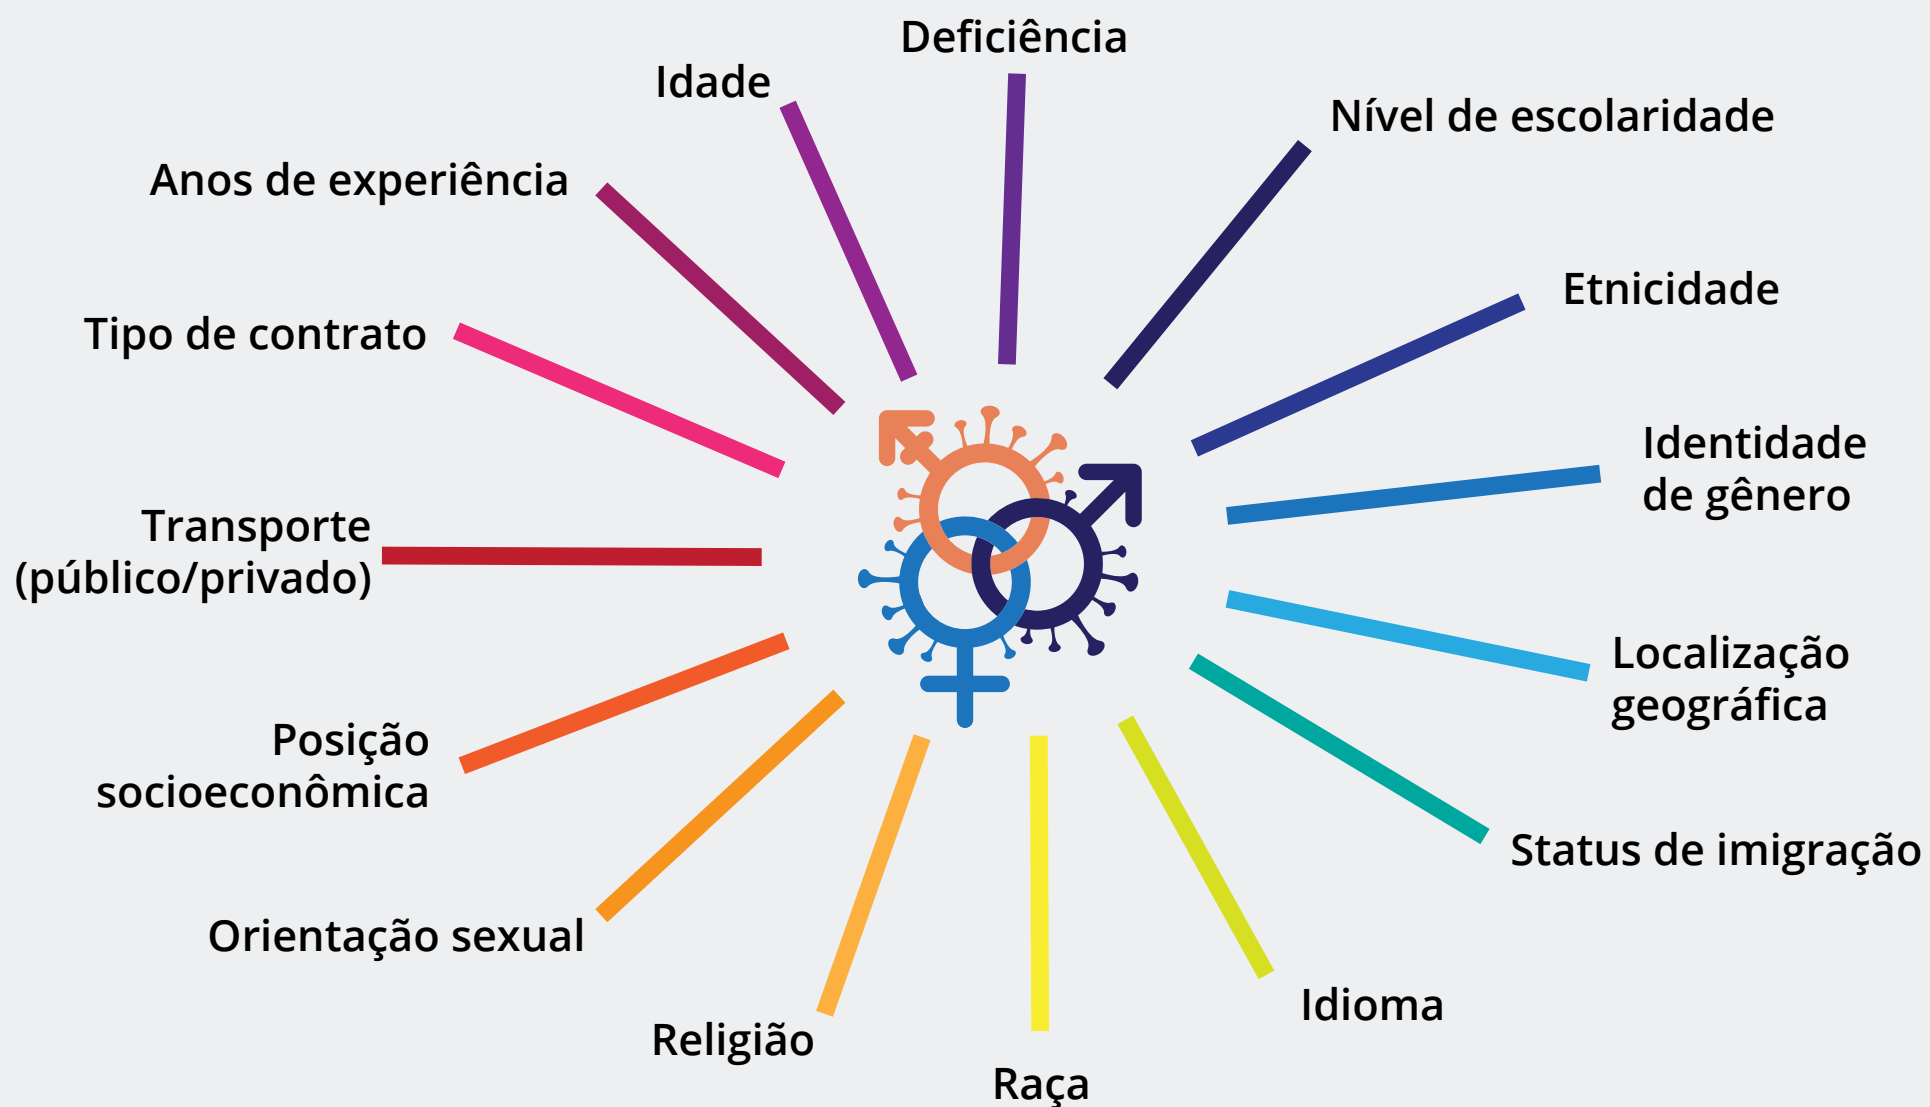 Deficiência
Idade
Nível de escolaridade
Anos de experiência
Etnicidade
Tipo de contrato
Identidade
de gênero
Transporte
(público/privado)
Localização
geográfica
Posição
socioeconômica
Status de imigração
Orientação sexual
Idioma
Religião
Raça